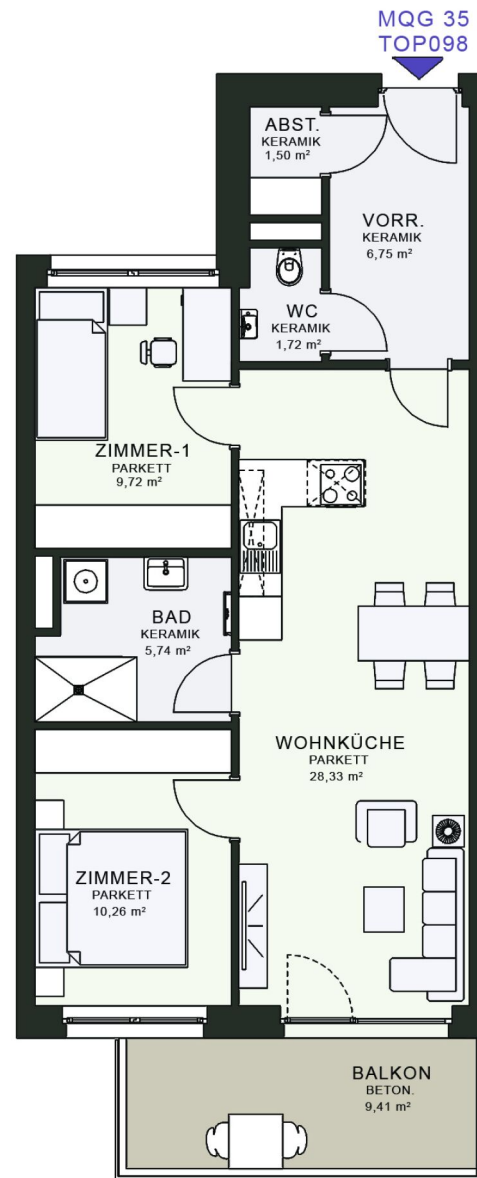 MQG 35
TOP098
ABST.
KERAMIK
1,50 m²
VORR.
KERAMIK
6,75 m²
WC
KERAMIK
1,72 m²
ZIMMER-1
PARKETT
9,72 m²
BAD
KERAMIK
5,74 m²
WOHNKÜCHE
PARKETT
28,33 m²
ZIMMER-2
PARKETT
10,26 m²
BALKON
BETON.
9,41 m²